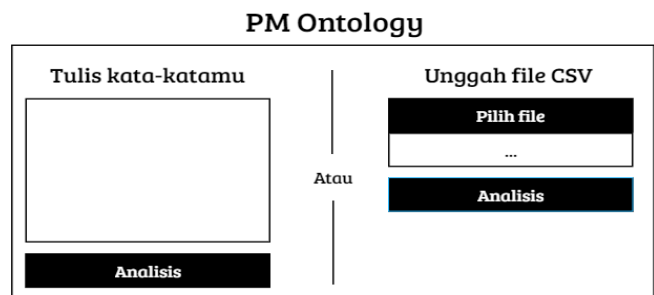 PM Ontology
Tulis kata-katamu
Analisis
Atau
Unggah file CSV
Pilih file
...
Analisis